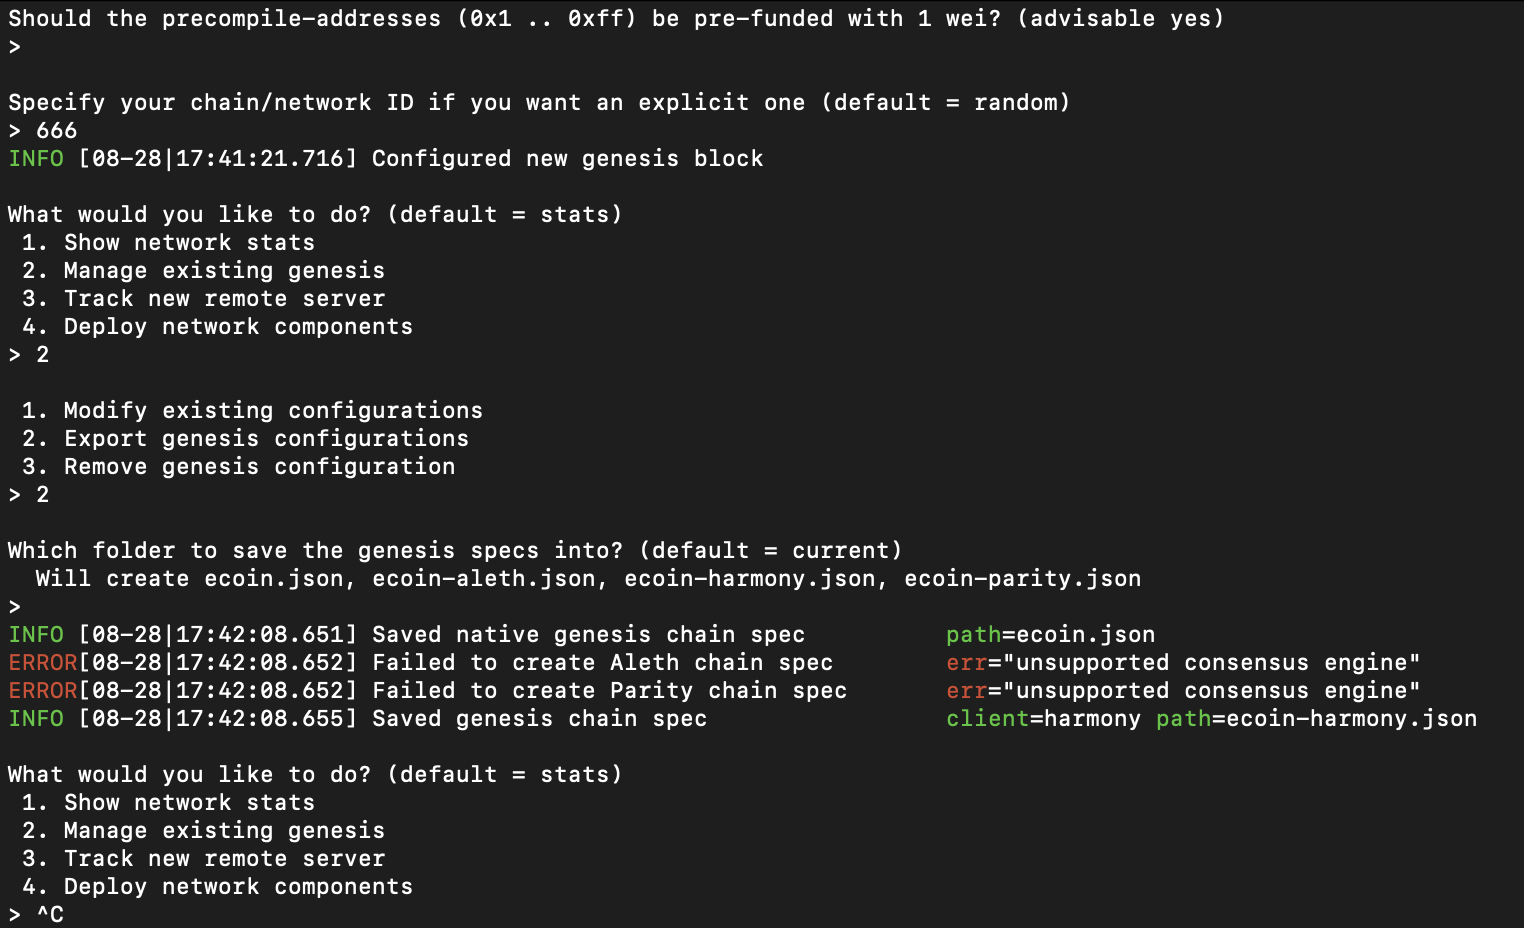 Should the precompile-addresses (0x1 .. 0xff) be pre-funded with 1 wei? (advisable yes)
>
Specify your chain/network ID if you want an explicit one (default = random)
> 666
INFO [08-28|17:41:21.716] Configured new genesis block
What would you like to do? (default = stats)
1. Show network stats
2. Manage existing genesis
3. Track new remote server
4. Deploy network components
> 2
1. Modify existing configurations
2. Export genesis configurations
3. Remove genesis configuration
> 2
Which folder to save the genesis specs into? (default = current)
Will create ecoin.json, ecoin-aleth.json, ecoin-harmony.json, ecoin-parity.json
>
INFO [08-28|17:42:08.651] Saved native genesis chain spec path=ecoin.json
ERROR[08-28|17:42:08.652] Failed to create Aleth chain spec err="unsupported consensus engine"
ERROR[08-28|17:42:08.652] Failed to create Parity chain spec err="unsupported consensus engine"
INFO [08-28|17:42:08.655] Saved genesis chain spec client=harmony path=ecoin-harmony.json
What would you like to do? (default = stats)
1. Show network stats
2. Manage existing genesis
3. Track new remote server
4. Deploy network components
> ^C